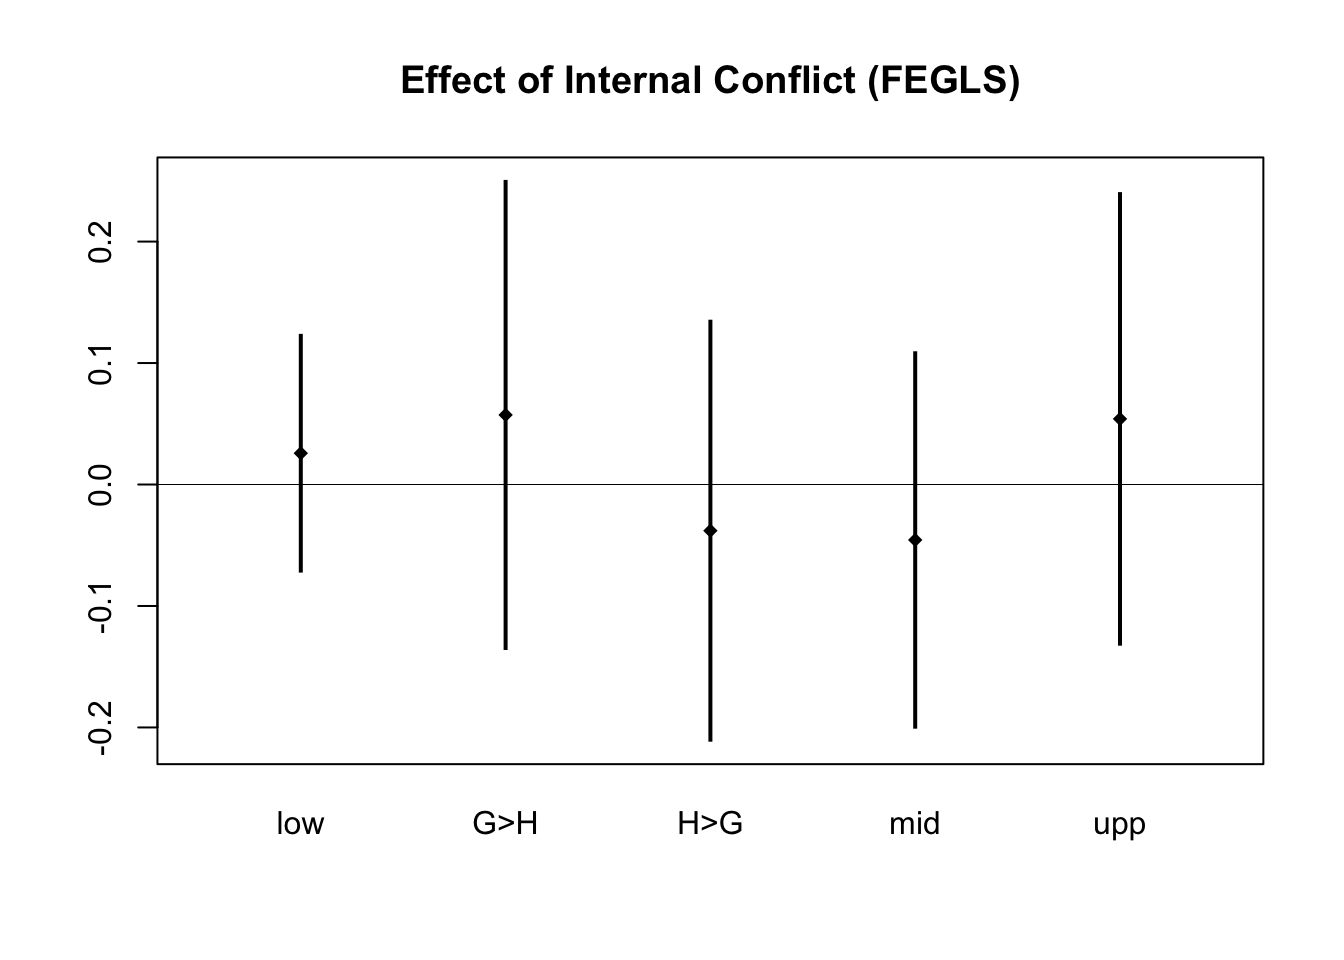 Effect of Internal Conflict (FEGLS)
0.2
0.1
0.0
-0.1
-0.2
low G>H H>G mid upp